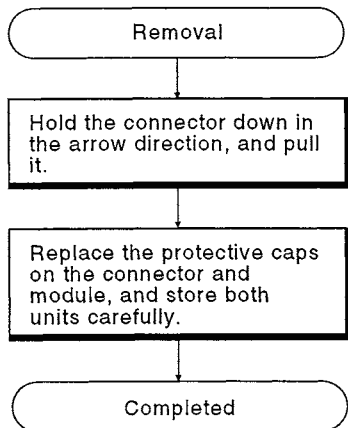 Removal
Hold the connector down in
the arrow direction, and pull
it.
Replace the protective caps
on the connector and
module, and store both
units carefully.
Completed